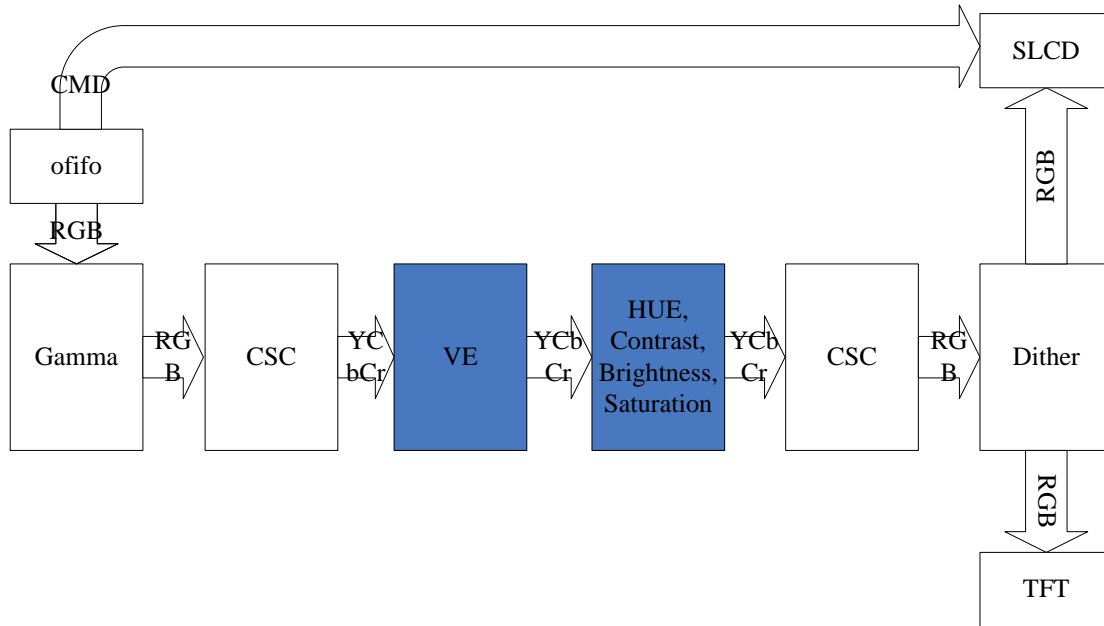 SLCD
CMD
ofifo
RGB
RGB
Gamma
RG
B
CSC
YC
bCr
VE
YCb
Cr
HUE,
Contrast,
Brightness,
Saturation
YCb
Cr
CSC
RG
B
Dither
RGB
TFT